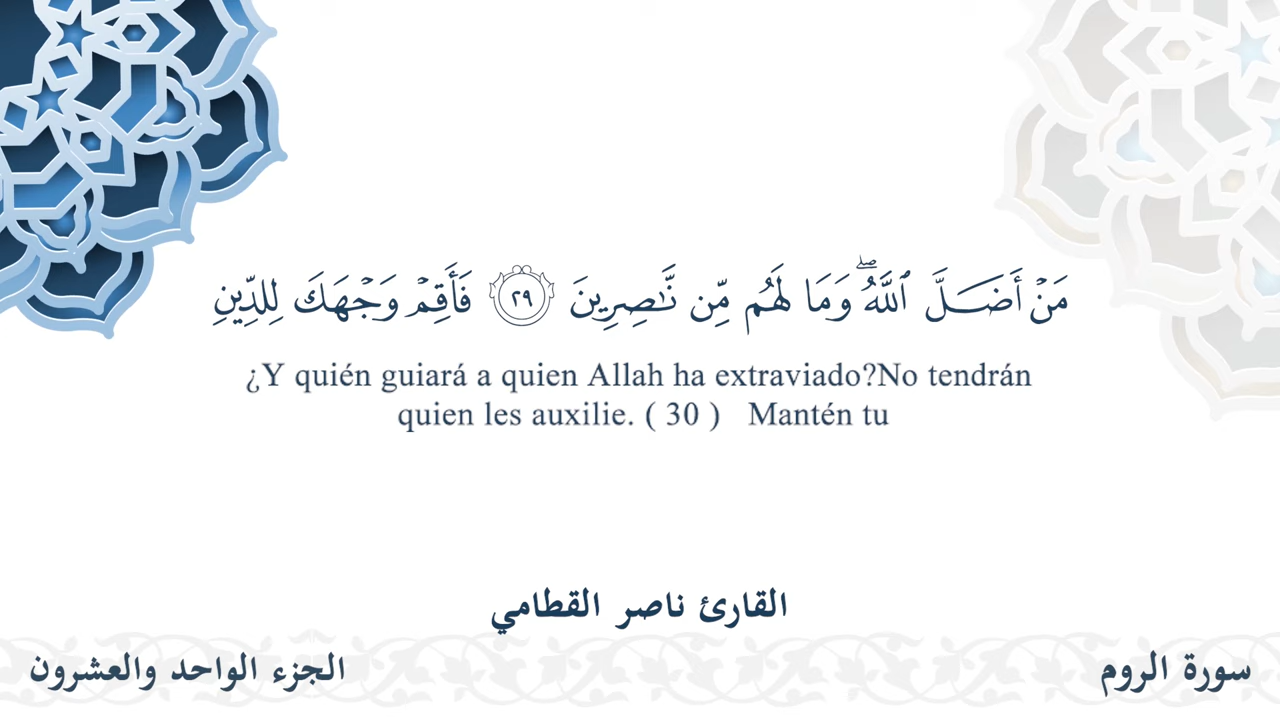 مَنْ أَضَلَّ ٱللَّهُ ۖ وَمَا لَهُم مِّن نَّـٰصِرِينَ ٢٩ فَأَقِمْ وَجْهَكَ لِلدِّينِ
¿Y quién guiará a quien Allah ha extraviado?No tendrán
quien les auxilie. ( 30 ) Mantén tu
القارئ ناصر القطامي
سورة الروم
الجزء الواحد والعشرون